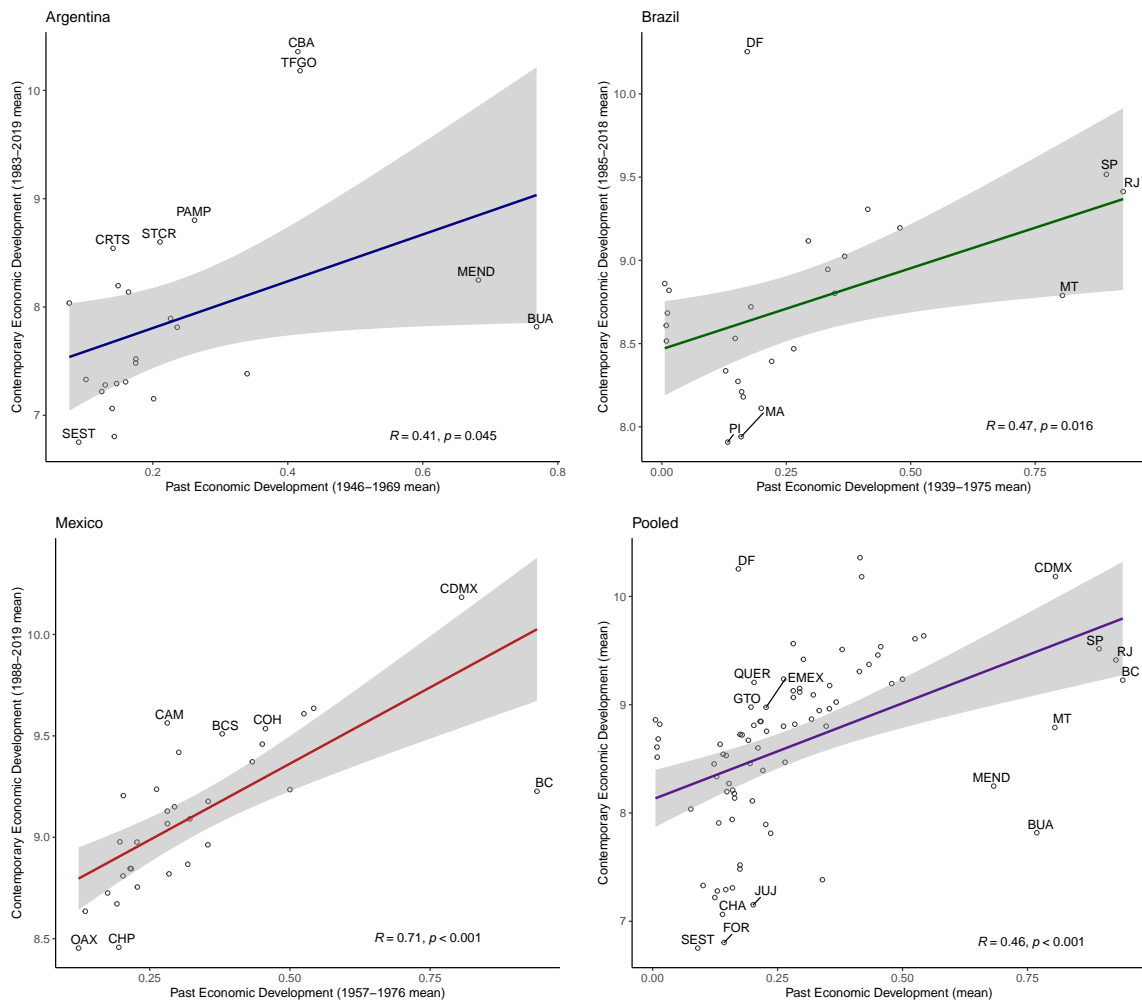 Argentina
Contemporary Economic Development (1983−2019 mean)
10
9
8
7
CBA
TFGO
PAMP
STCR
CRTS
MEND
BUA
SEST
R = 0.41, p = 0.045
0.2
0.4
0.6
0.8
Past Economic Development (1946−1969 mean)
Brazil
Contemporary Economic Development (1985−2018 mean)
10.0
9.5
9.0
8.5
8.0
DF
SP
RJ
MT
MA
PI
R = 0.47, p = 0.016
0.00
0.25
0.50
0.75
Past Economic Development (1939−1975 mean)
Mexico
Contemporary Economic Development (1988−2019 mean)
10.0
9.5
9.0
8.5
CDMX
CAM
BCS
COH
BC
OAX
CHP
R = 0.71, p < 0.001
0.25
0.50
0.75
Past Economic Development (1957−1976 mean)
Pooled
Contemporary Economic Development (mean)
10
9
8
7
DF
CDMX
SP
RJ
BC
QUER
EMEX
GTO
MT
MEND
BUA
JUJ
CHA
FOR
SEST
R = 0.46, p < 0.001
0.00
0.25
0.50
0.75
Past Economic Development (mean)